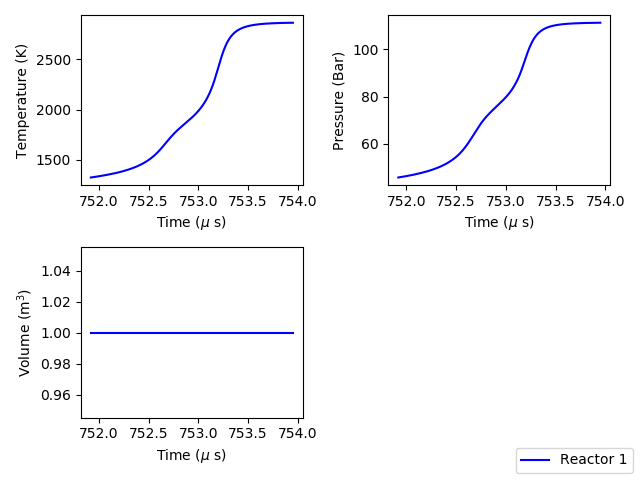 Temperature (K)
2500
2000
1500
752.0 752.5 753.0 753.5 754.0
Time (μ s)
Pressure (Bar)
100
80
60
752.0 752.5 753.0 753.5 754.0
Time (μ s)
Volume (m³)
1.04
1.02
1.00
0.98
0.96
752.0 752.5 753.0 753.5 754.0
Time (μ s)
Reactor 1